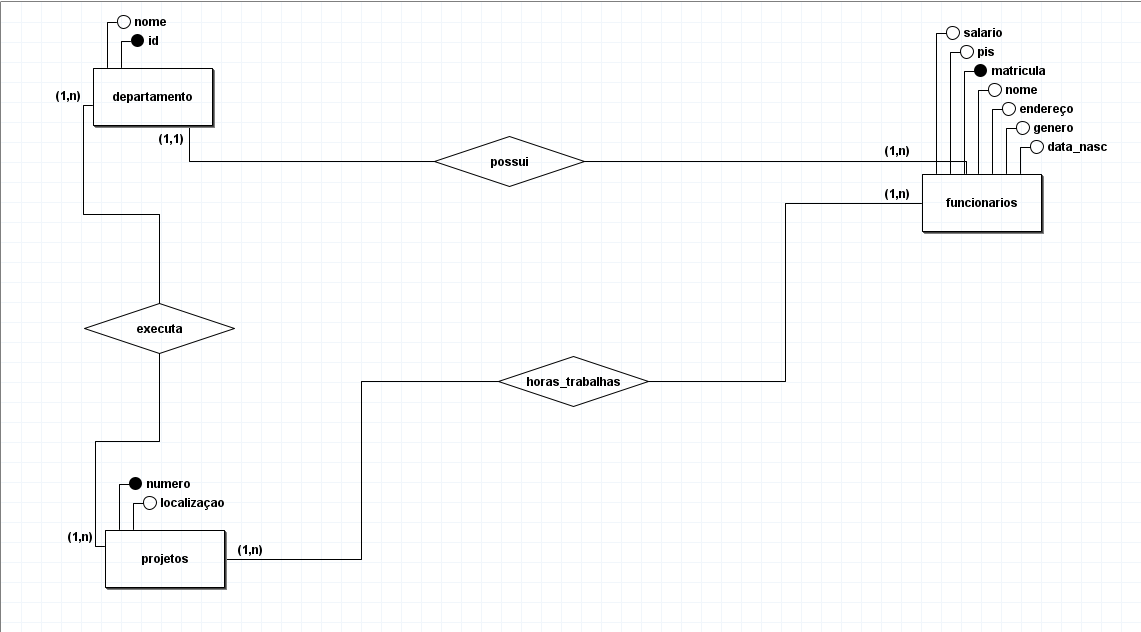 nome
id
(1,n)
departamento
(1,1)
possui
salario
pis
matricula
nome
endereço
genero
data_nasc
(1,n)
(1,n)
funcionarios
executa
horas_trabalhas
numero
localizaçao
(1,n)
projetos
(1,n)